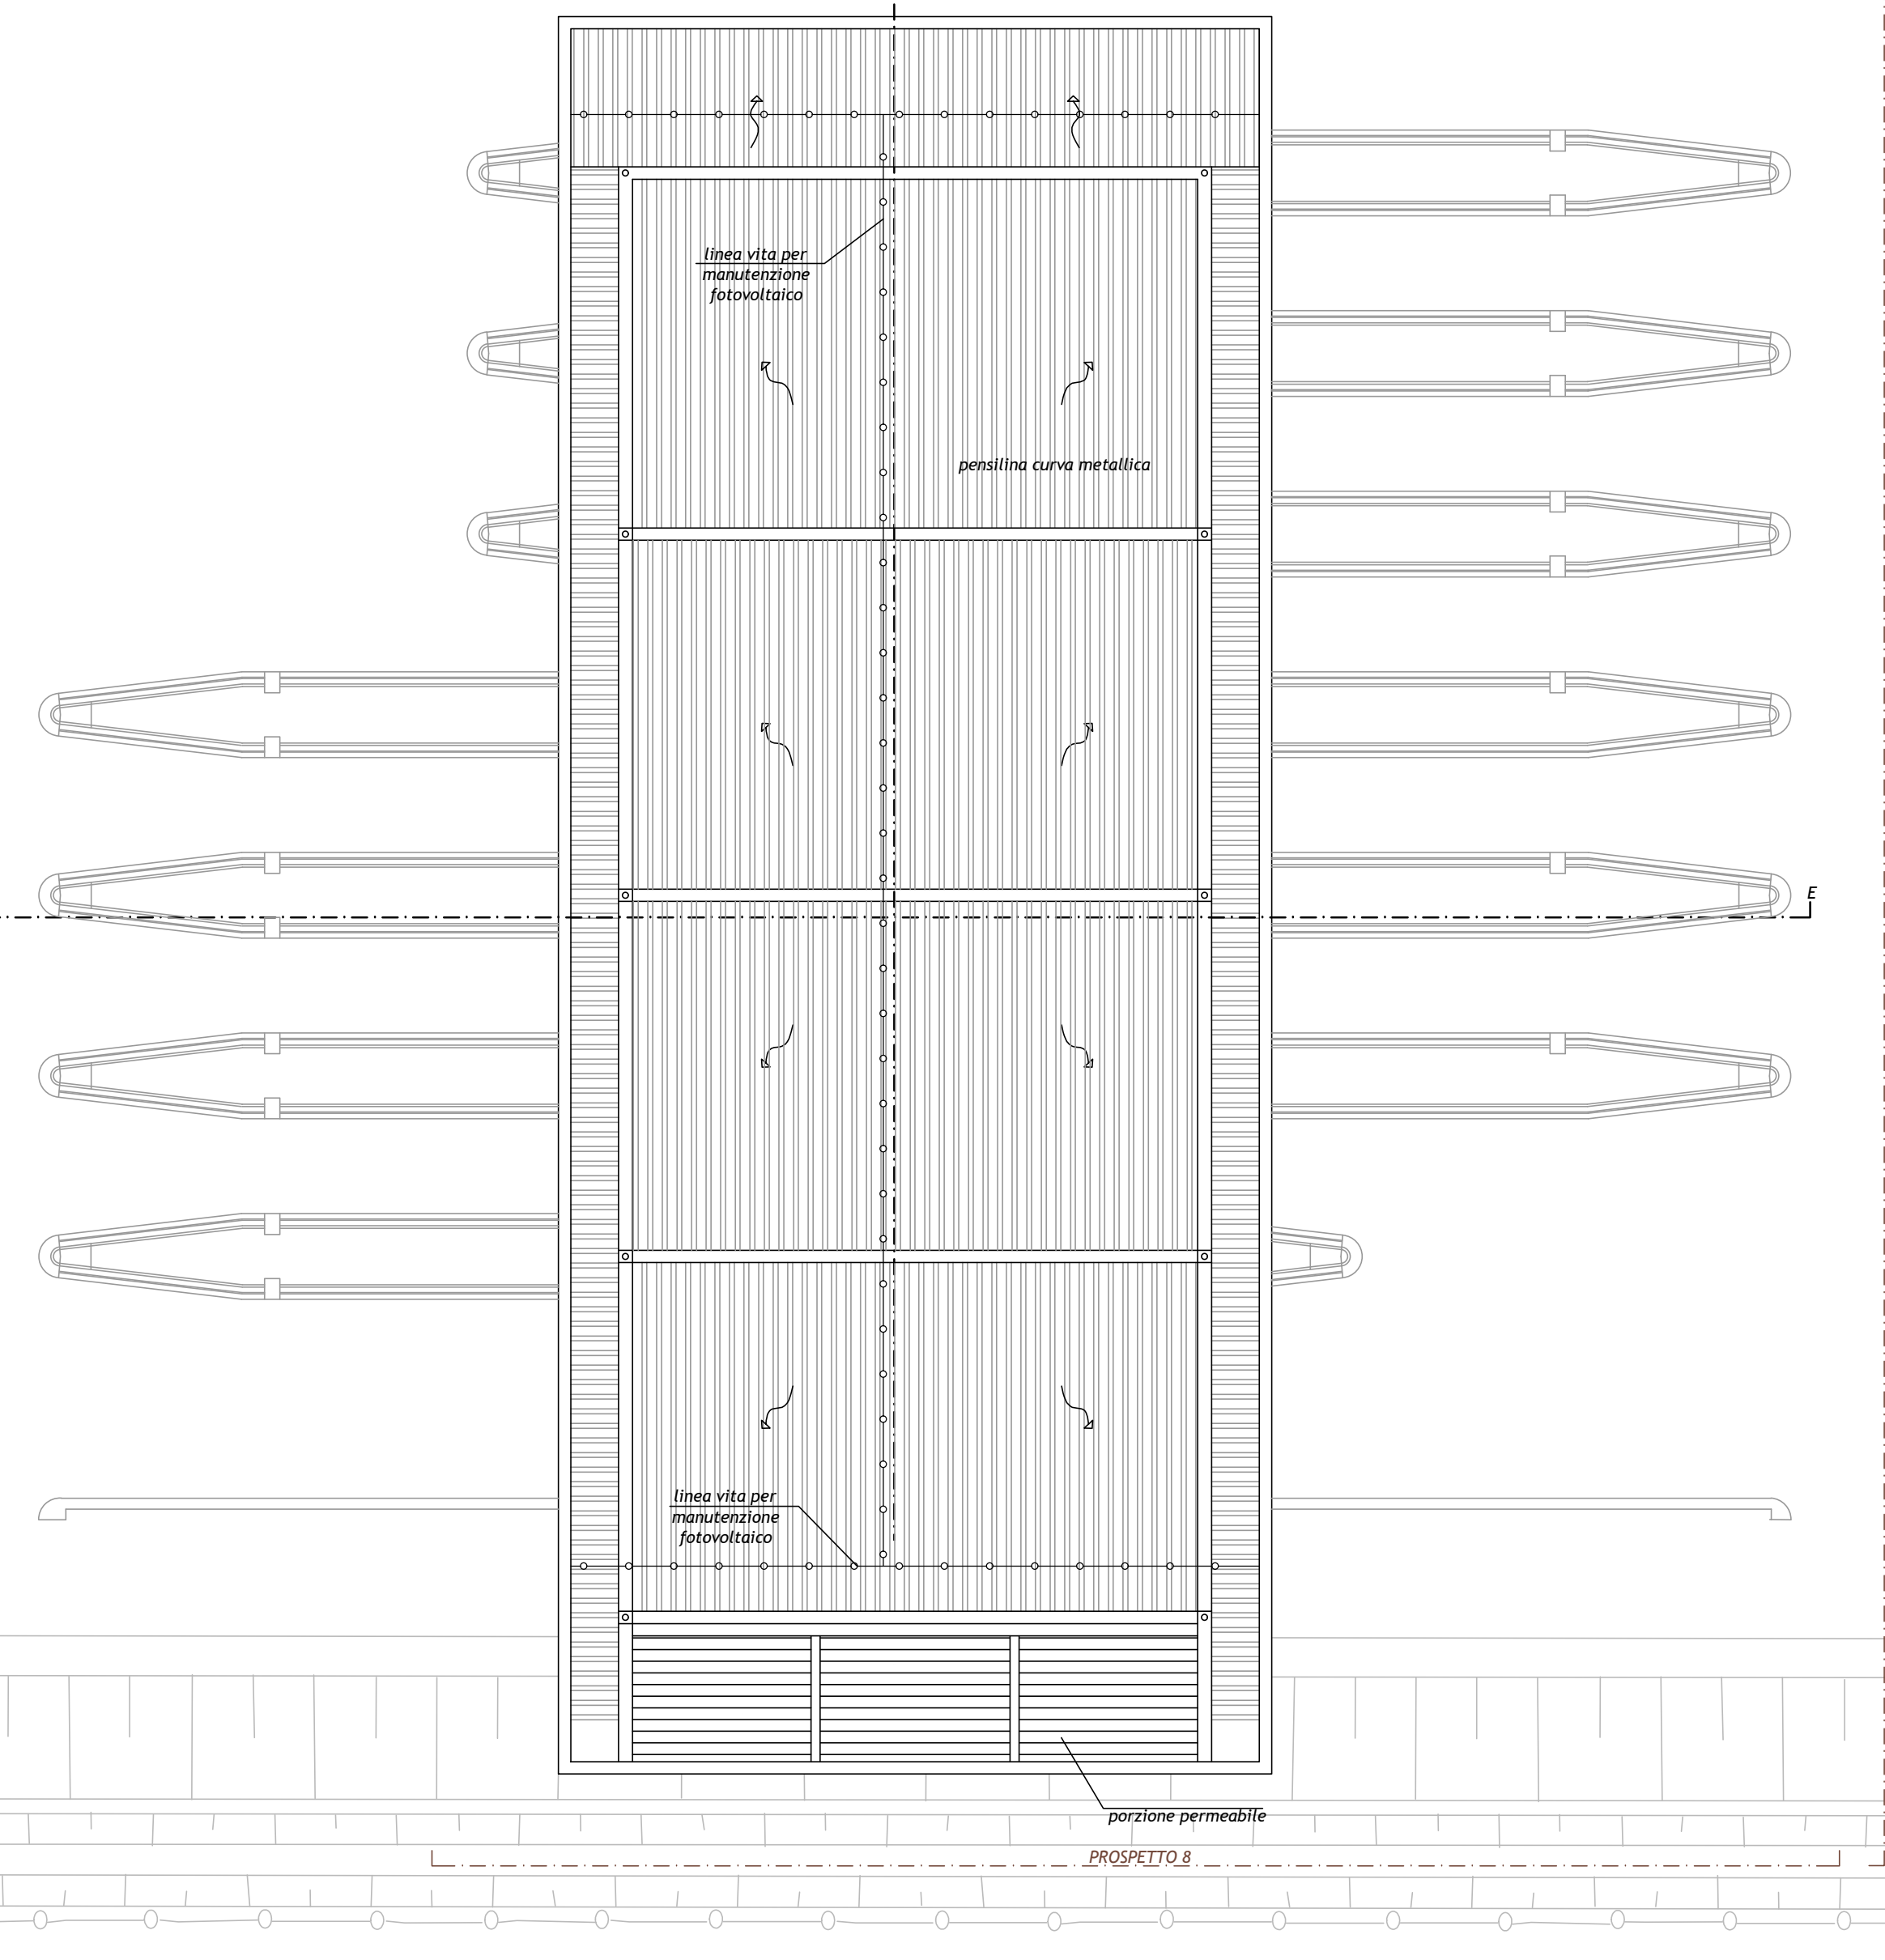 linea vita per
manutenzione
fotovoltaico
pensilina curva metallica
E
linea vita per
manutenzione
fotovoltaico
porzione permeabile
PROSPETTO 8